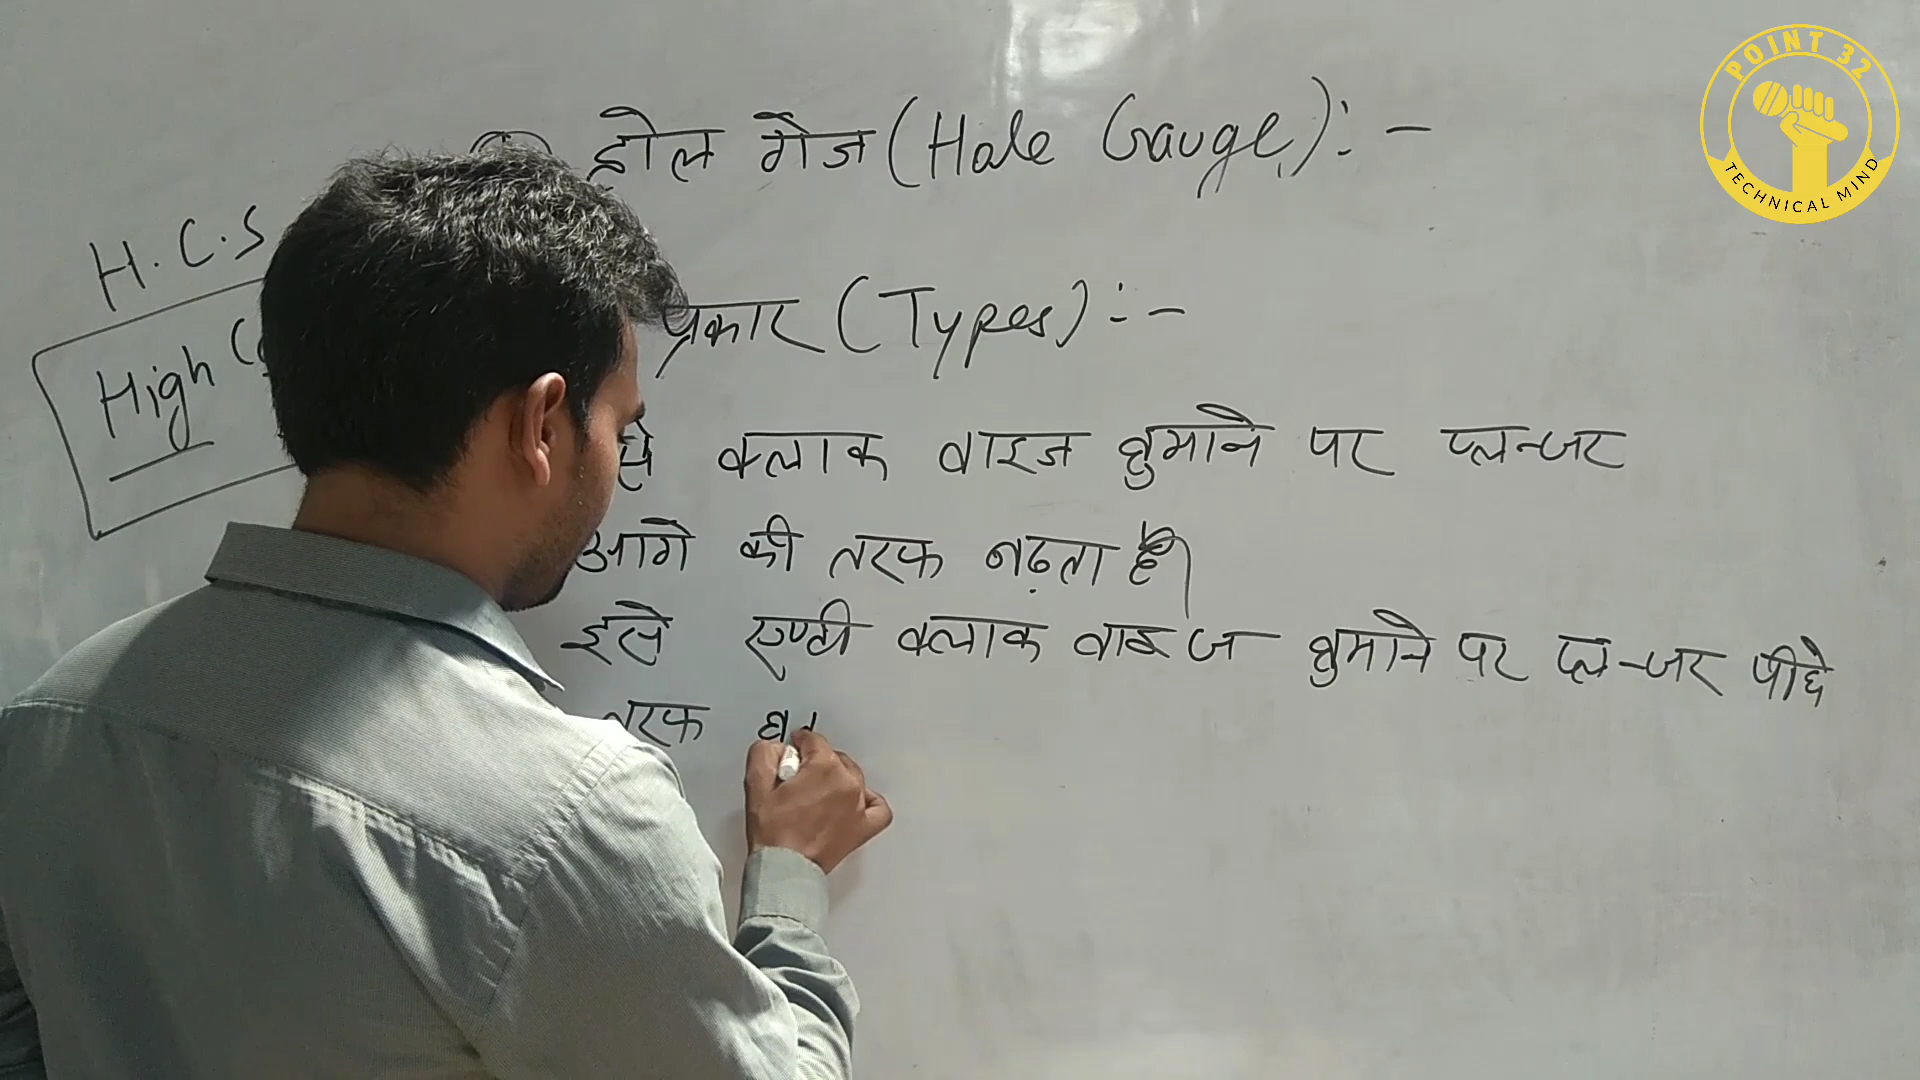 होल गेज (Hole Gauge) : -
H.C.S
High
प्रकार (Types) : -
क्लाक वाइज घुमाने पर प्लन्जर
आगे की तरफ बढ़ता है।
इसे एण्टी क्लाक वाइज घुमाने पर प्लन्जर पीछे
तरफ
POINT 32
TECHNICAL MIND